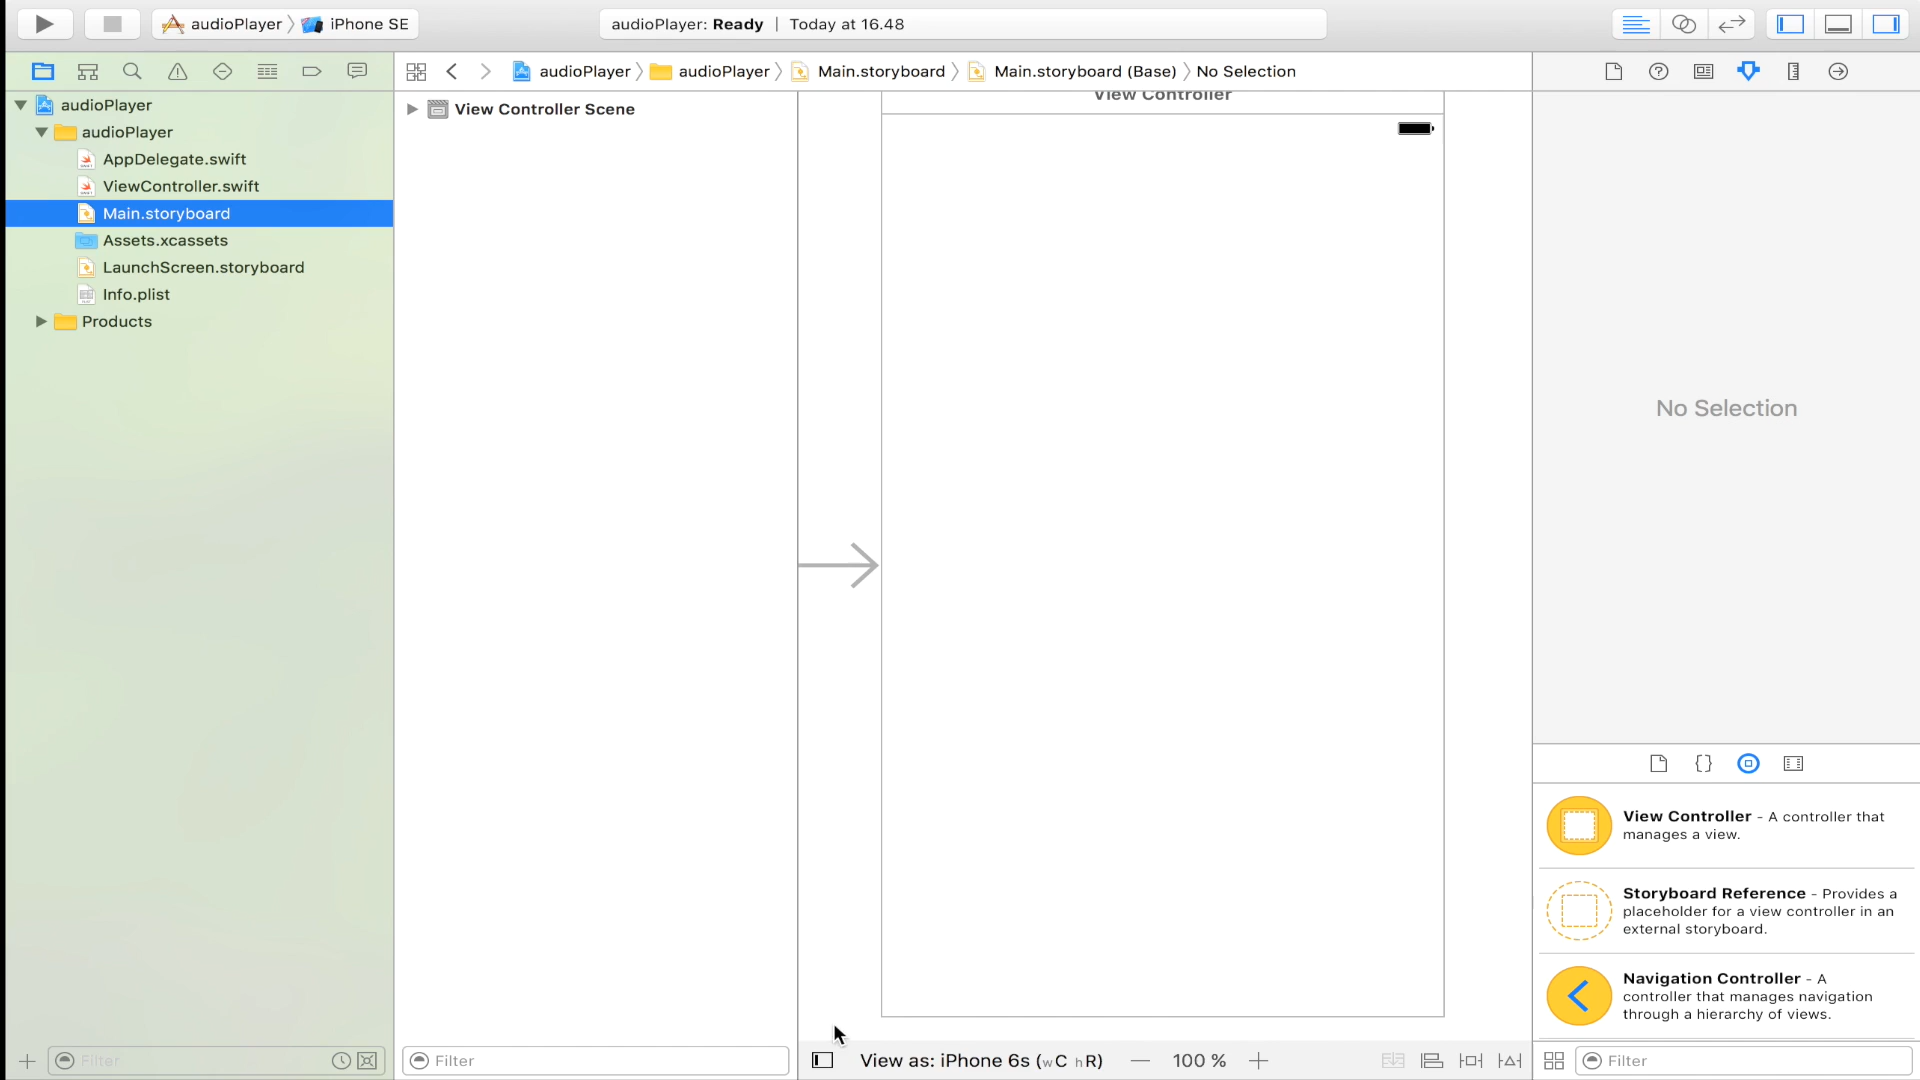 audioPlayer iPhone SE
audioPlayer: Ready | Today at 16.48
audioPlayer audioPlayer Main.storyboard Main.storyboard (Base) No Selection
audioPlayer
audioPlayer
AppDelegate.swift
ViewController.swift
Main.storyboard
Assets.xcassets
LaunchScreen.storyboard
Info.plist
Products
Filter
View Controller Scene
Filter
View Controller
View as: iPhone 6s (wC hR)
100 %
No Selection
View Controller - A controller that
manages a view.
Storyboard Reference - Provides a
placeholder for a view controller in an
external storyboard.
Navigation Controller - A
controller that manages navigation
through a hierarchy of views.
Filter